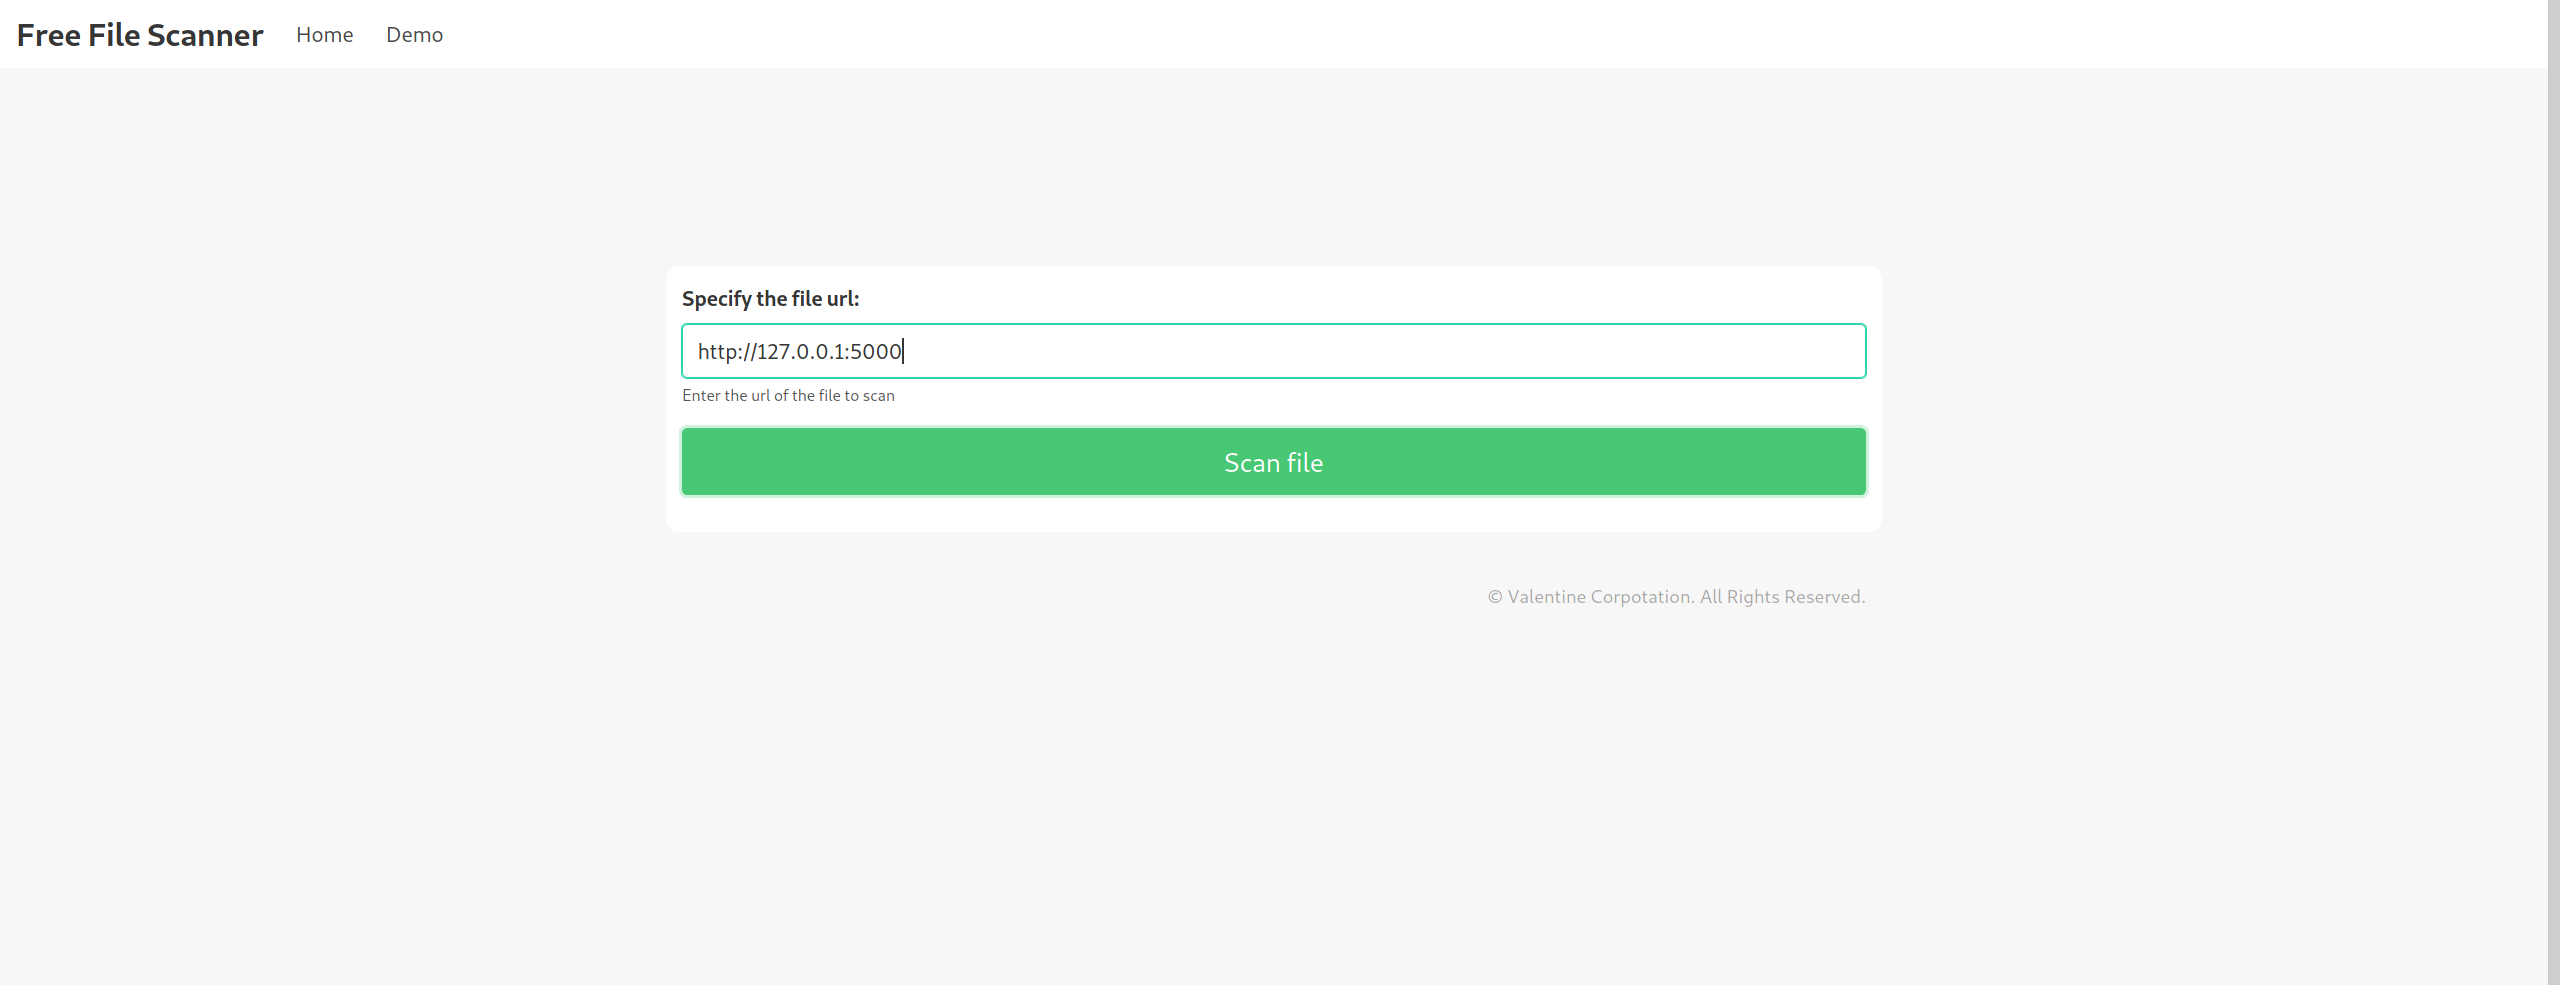 Free File Scanner Home Demo
Specify the file url:
http://127.0.0.1:5000
Enter the url of the file to scan
Scan file
© Valentine Corpotation. All Rights Reserved.